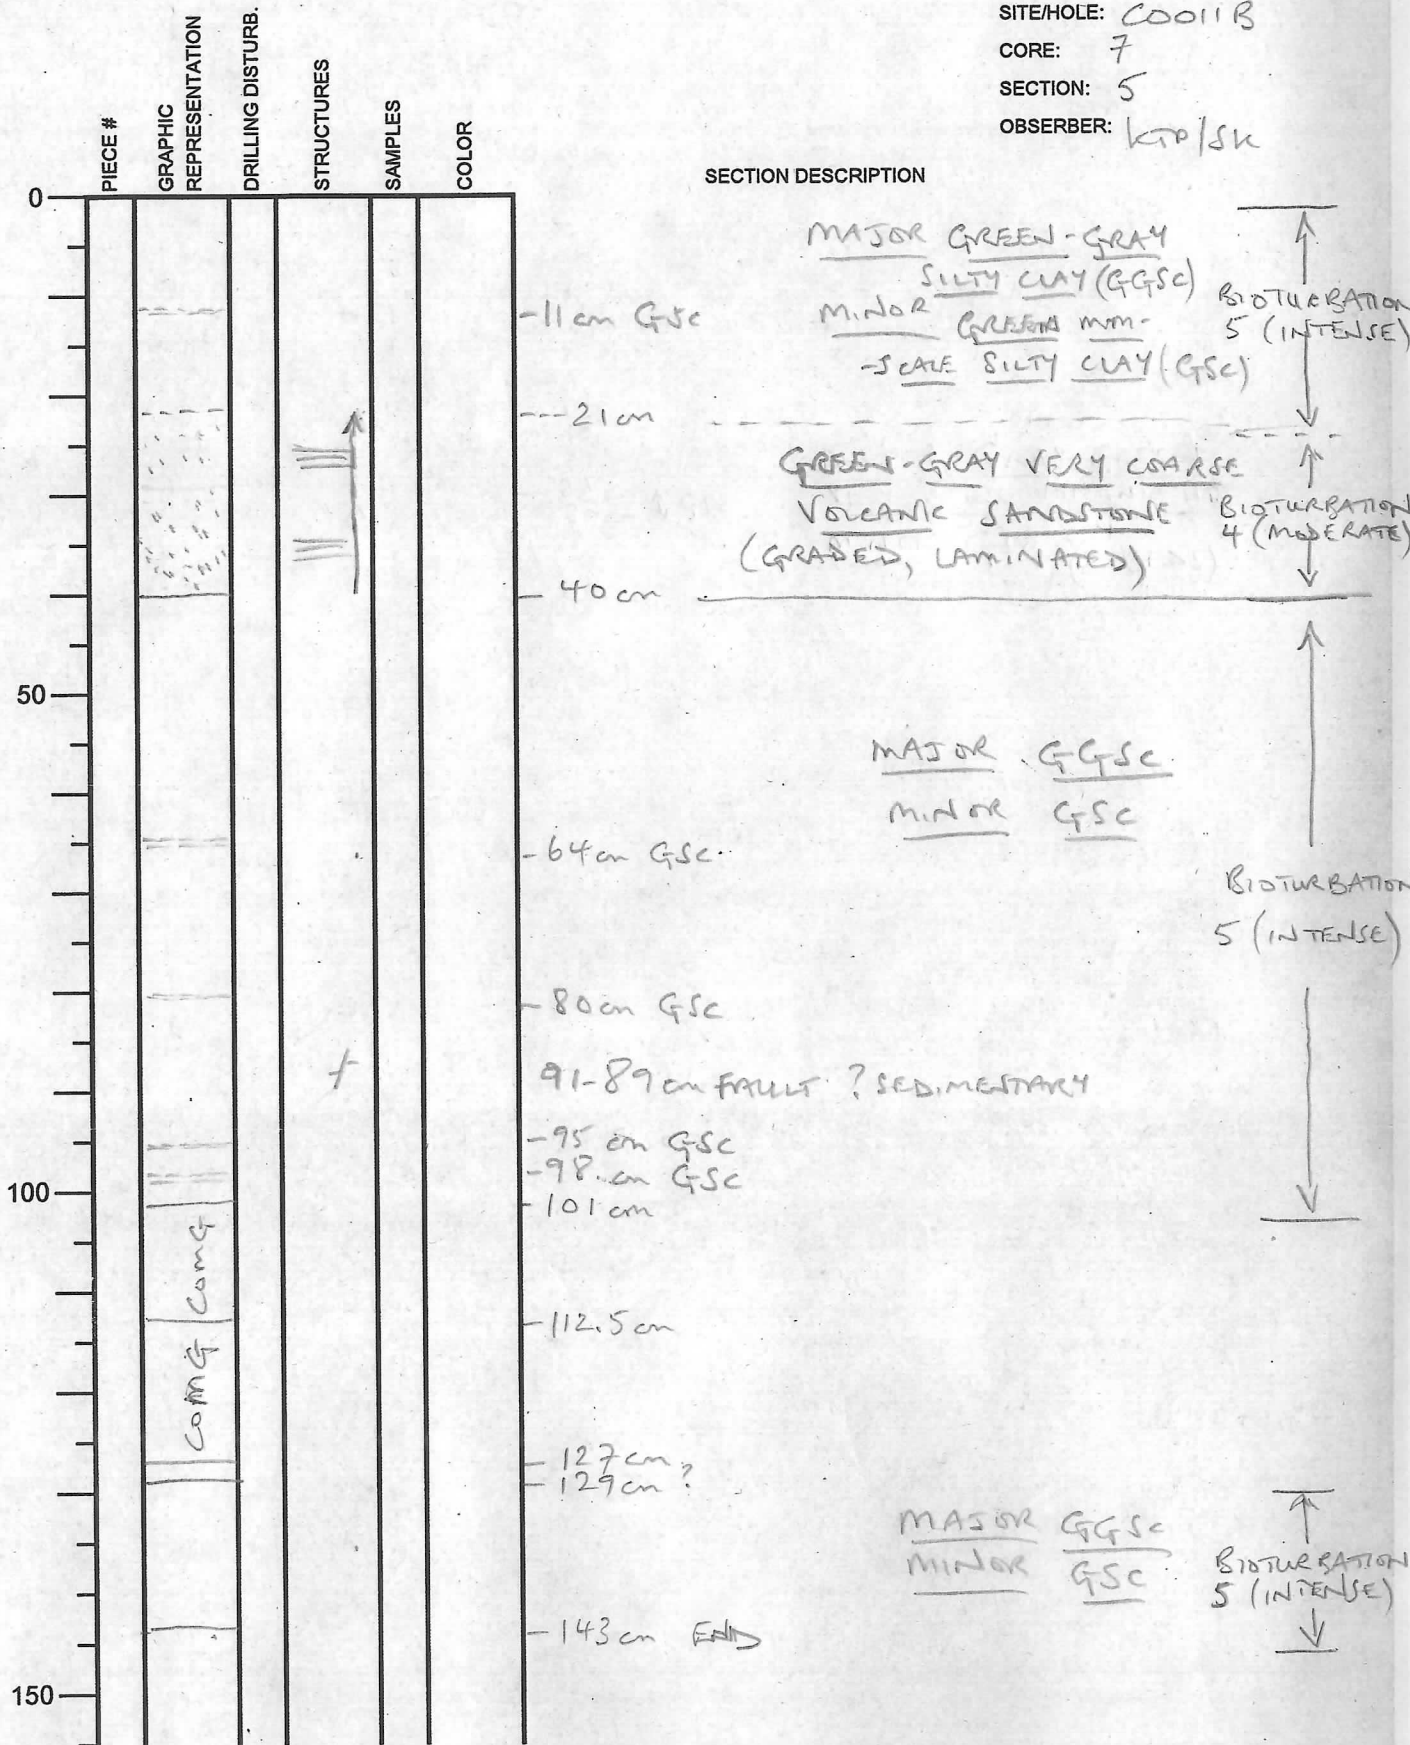 SITE/HOLE: C0011B
CORE: 7
SECTION: 5
OBSERBER: KTP/SK
PIECE #
GRAPHIC REPRESENTATION
DRILLING DISTURB.
STRUCTURES
SAMPLES
COLOR
SECTION DESCRIPTION
0
MAJOR GREEN-GRAY
SILTY CLAY (GGSC)
MINOR GREEN mm-
-SCALE SILTY CLAY (GSC)
BIOTURBATION
5 (INTENSE)
-11 cm GSC
---21 cm
GREEN-GRAY VERY COARSE
VOLCANIC SANDSTONE
(GRADED, LAMINATED)
BIOTURBATION
4 (MODERATE)
- 40 cm
50
MAJOR GGSC
MINOR GSC
-64 cm GSC
BIOTURBATION
5 (INTENSE)
-80 cm GSC
91-89 cm FAULT ? SEDIMENTARY
-95 cm GSC
-98 cm GSC
100
-101 cm
COMG
-112.5 cm
COMG
-127 cm
-129 cm ?
MAJOR GGSC
MINOR GSC
BIOTURBATION
5 (INTENSE)
-143 cm END
150